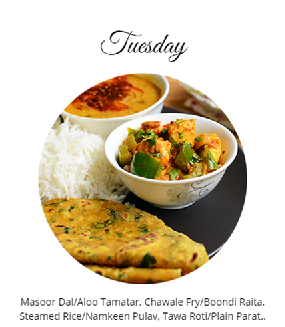 Tuesday
Masoor Dal/Aloo Tamatar, Chawale Fry/Boondi Raita,
Steamed Rice/Namkeen Pulav, Tawa Roti/Plain Parat..